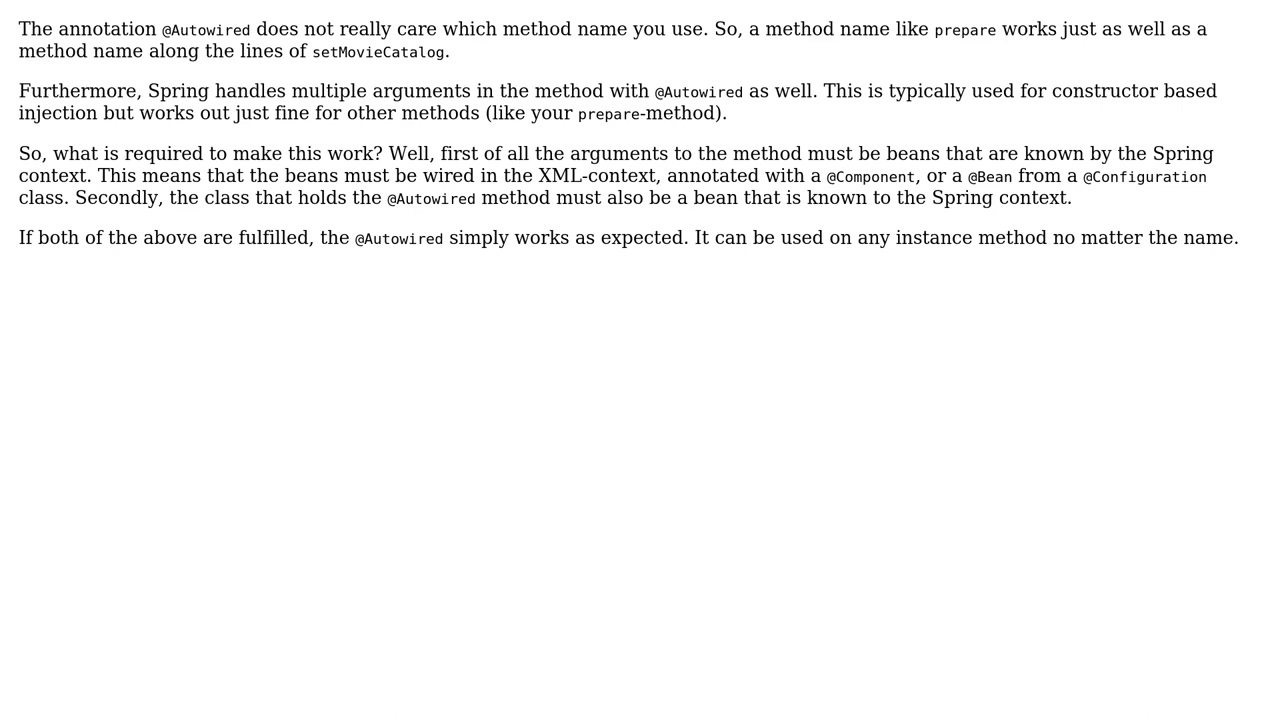 The annotation @Autowired does not really care which method name you use. So, a method name like prepare works just as well as a
method name along the lines of setMovieCatalog.
Furthermore, Spring handles multiple arguments in the method with @Autowired as well. This is typically used for constructor based
injection but works out just fine for other methods (like your prepare-method).
So, what is required to make this work? Well, first of all the arguments to the method must be beans that are known by the Spring
context. This means that the beans must be wired in the XML-context, annotated with a @Component, or a @Bean from a @Configuration
class. Secondly, the class that holds the @Autowired method must also be a bean that is known to the Spring context.
If both of the above are fulfilled, the @Autowired simply works as expected. It can be used on any instance method no matter the name.